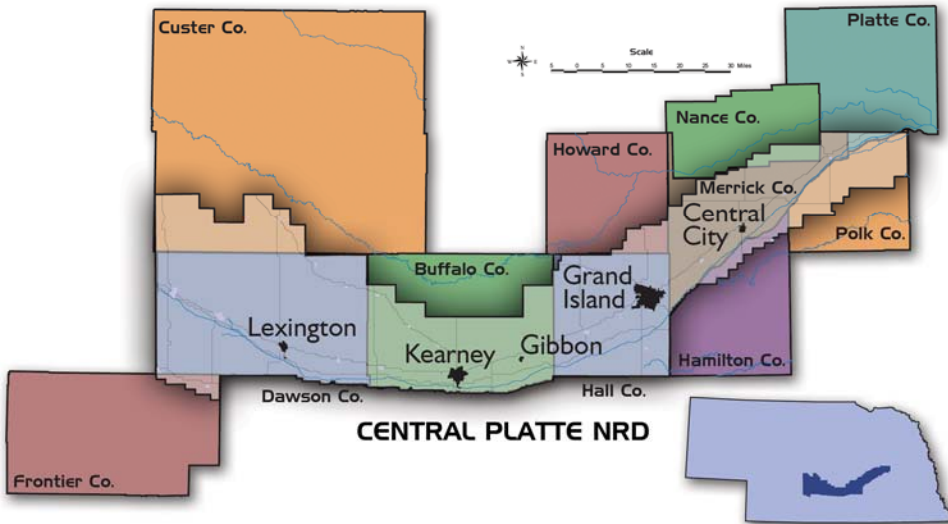 Custer Co.
Platte Co.
N
W
E
S
Scale
5 0 5 10 15 20 25 30 Miles
Nance Co.
Howard Co.
Merrick Co.
Central
City
Polk Co.
Buffalo Co.
Grand
Island
Lexington
Kearney
Gibbon
Hamilton Co.
Dawson Co.
Hall Co.
CENTRAL PLATTE NRD
Frontier Co.